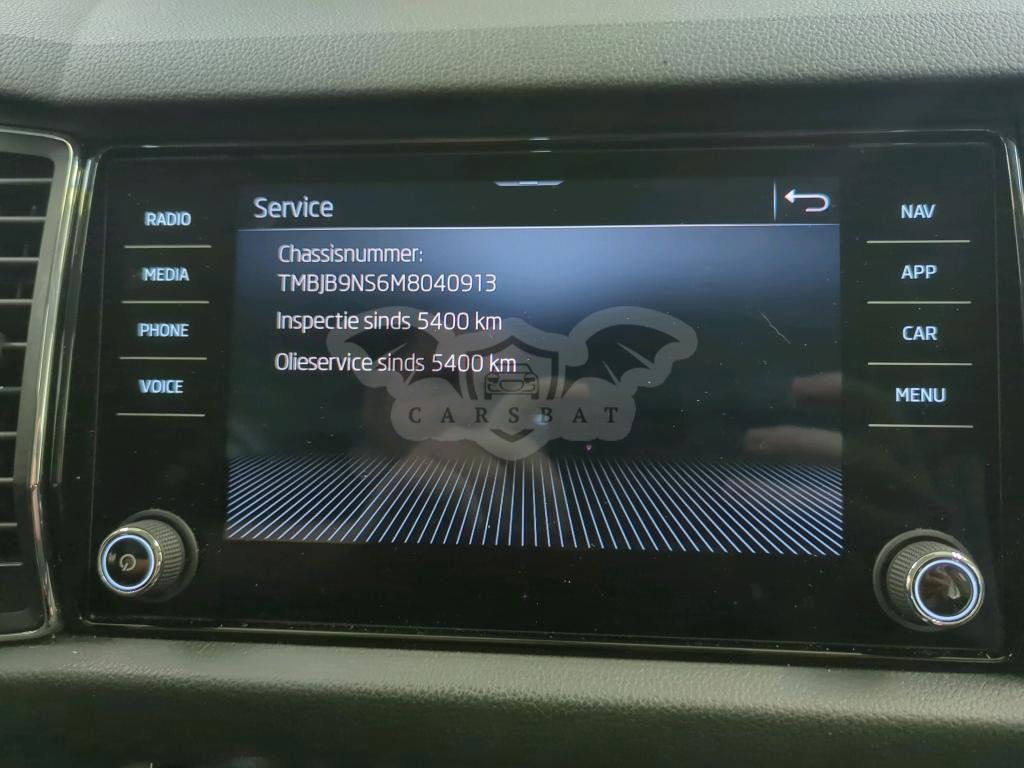 Service
RADIO
MEDIA
PHONE
VOICE
Chassisnummer:
TMBJB9NS6M8040913
Inspectie sinds 5400 km
Olieservice sinds 5400 km
CARSBAT
NAV
APP
CAR
MENU